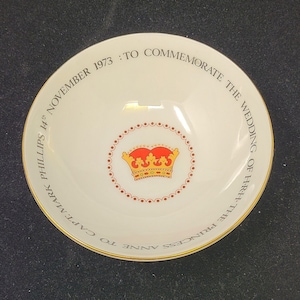 TO COMMEMORATE THE WEDDING OF H.R.H. THE PRINCESS ANNE TO CAPT. MARK PHILLIPS 14th NOVEMBER 1973 :